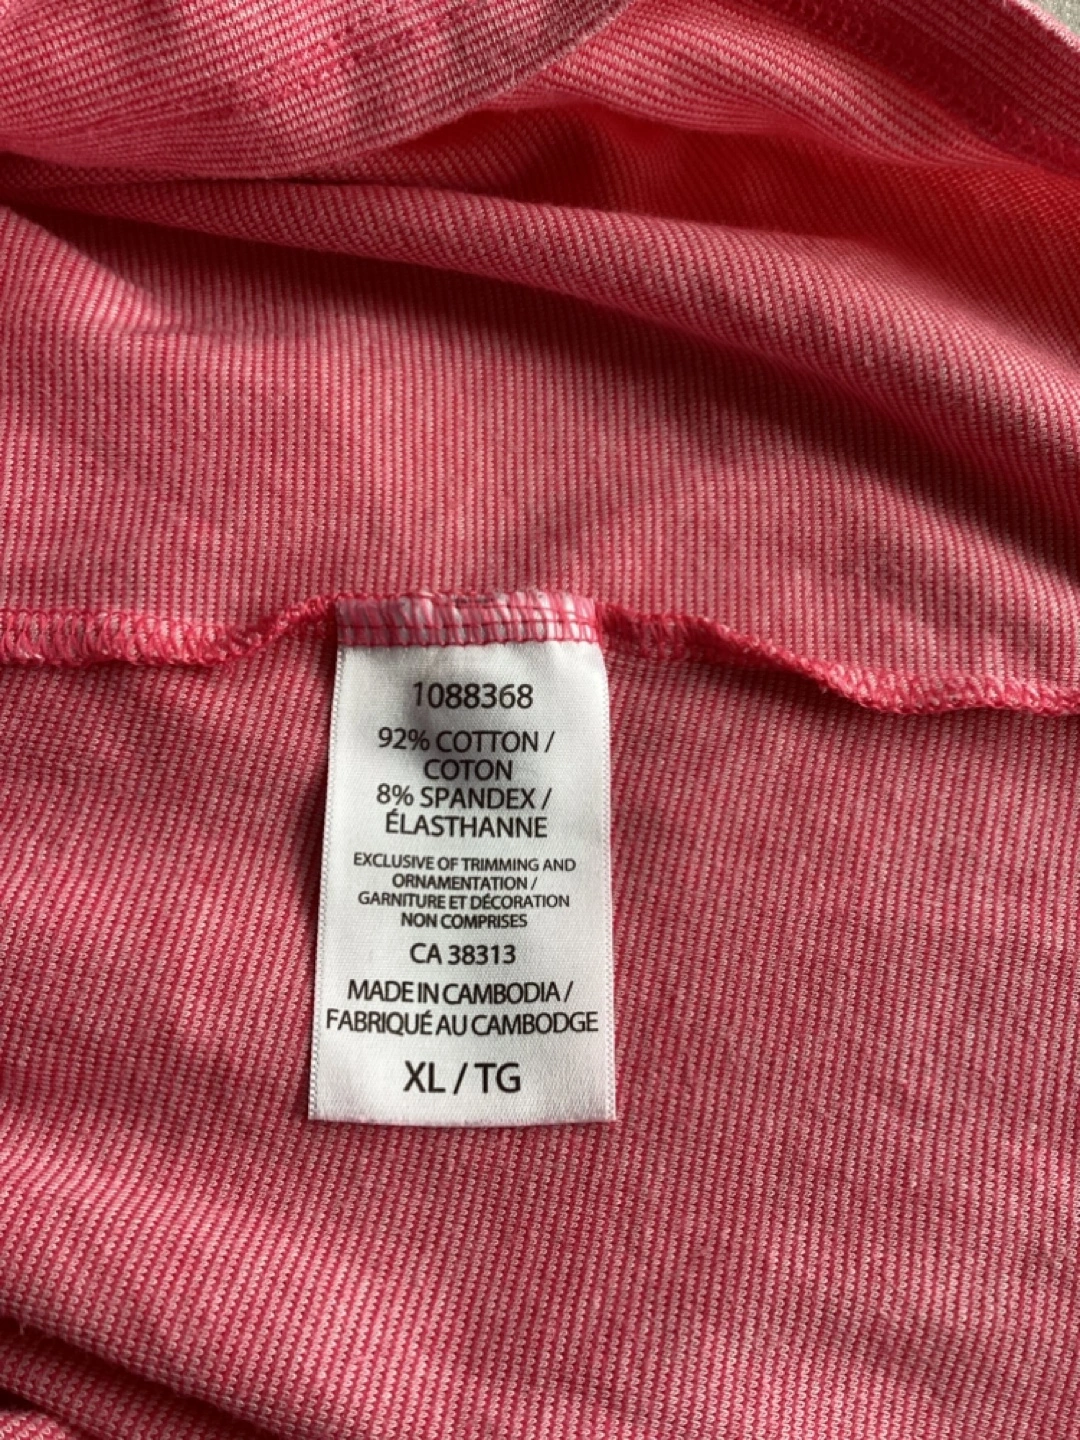 1088368
92% COTTON /
COTON
8% SPANDEX /
ÉLASTHANNE
EXCLUSIVE OF TRIMMING AND
ORNAMENTATION /
GARNITURE ET DÉCORATION
NON COMPRISES
CA 38313
MADE IN CAMBODIA /
FABRIQUÉ AU CAMBODGE
XL / TG